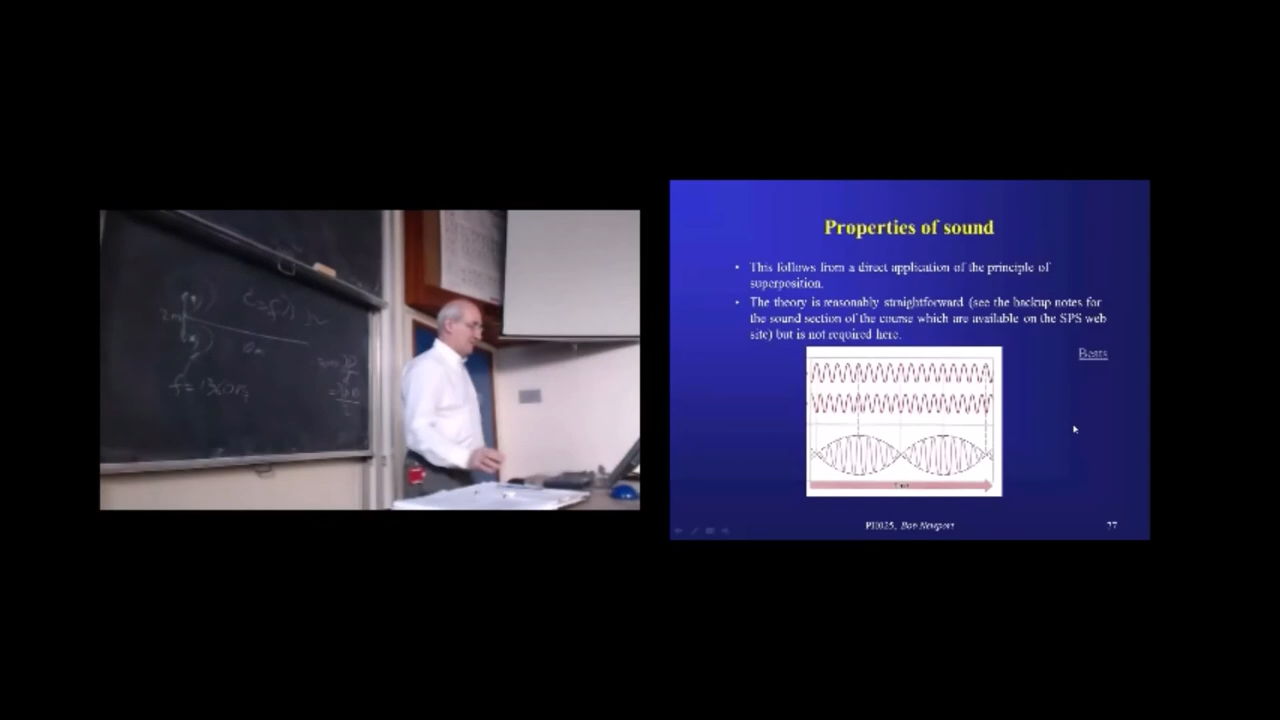 Properties of sound
• This follows from a direct application of the principle of
superposition.
• The theory is reasonably straightforward (see the backup notes for
the sound section of the course which are available on the SPS web
site) but is not required here.
Beats
PH025, Bob Newport
77